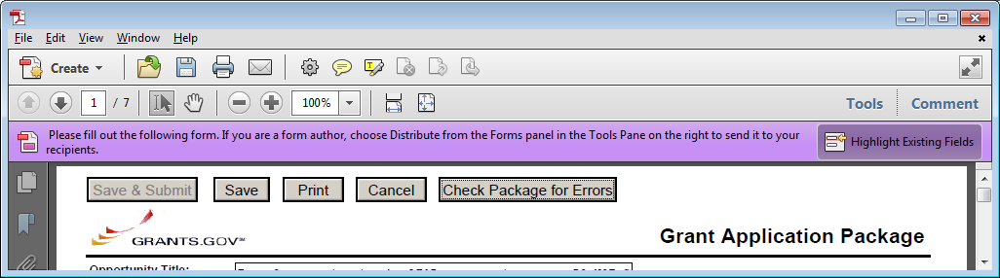 File Edit View Window Help
Create
1 / 7 100% Tools Comment
Please fill out the following form. If you are a form author, choose Distribute from the Forms panel in the Tools Pane on the right to send it to your
recipients.
Highlight Existing Fields
Save & Submit Save Print Cancel Check Package for Errors
GRANTS.GOV℠
Grant Application Package
Opportunity Title: